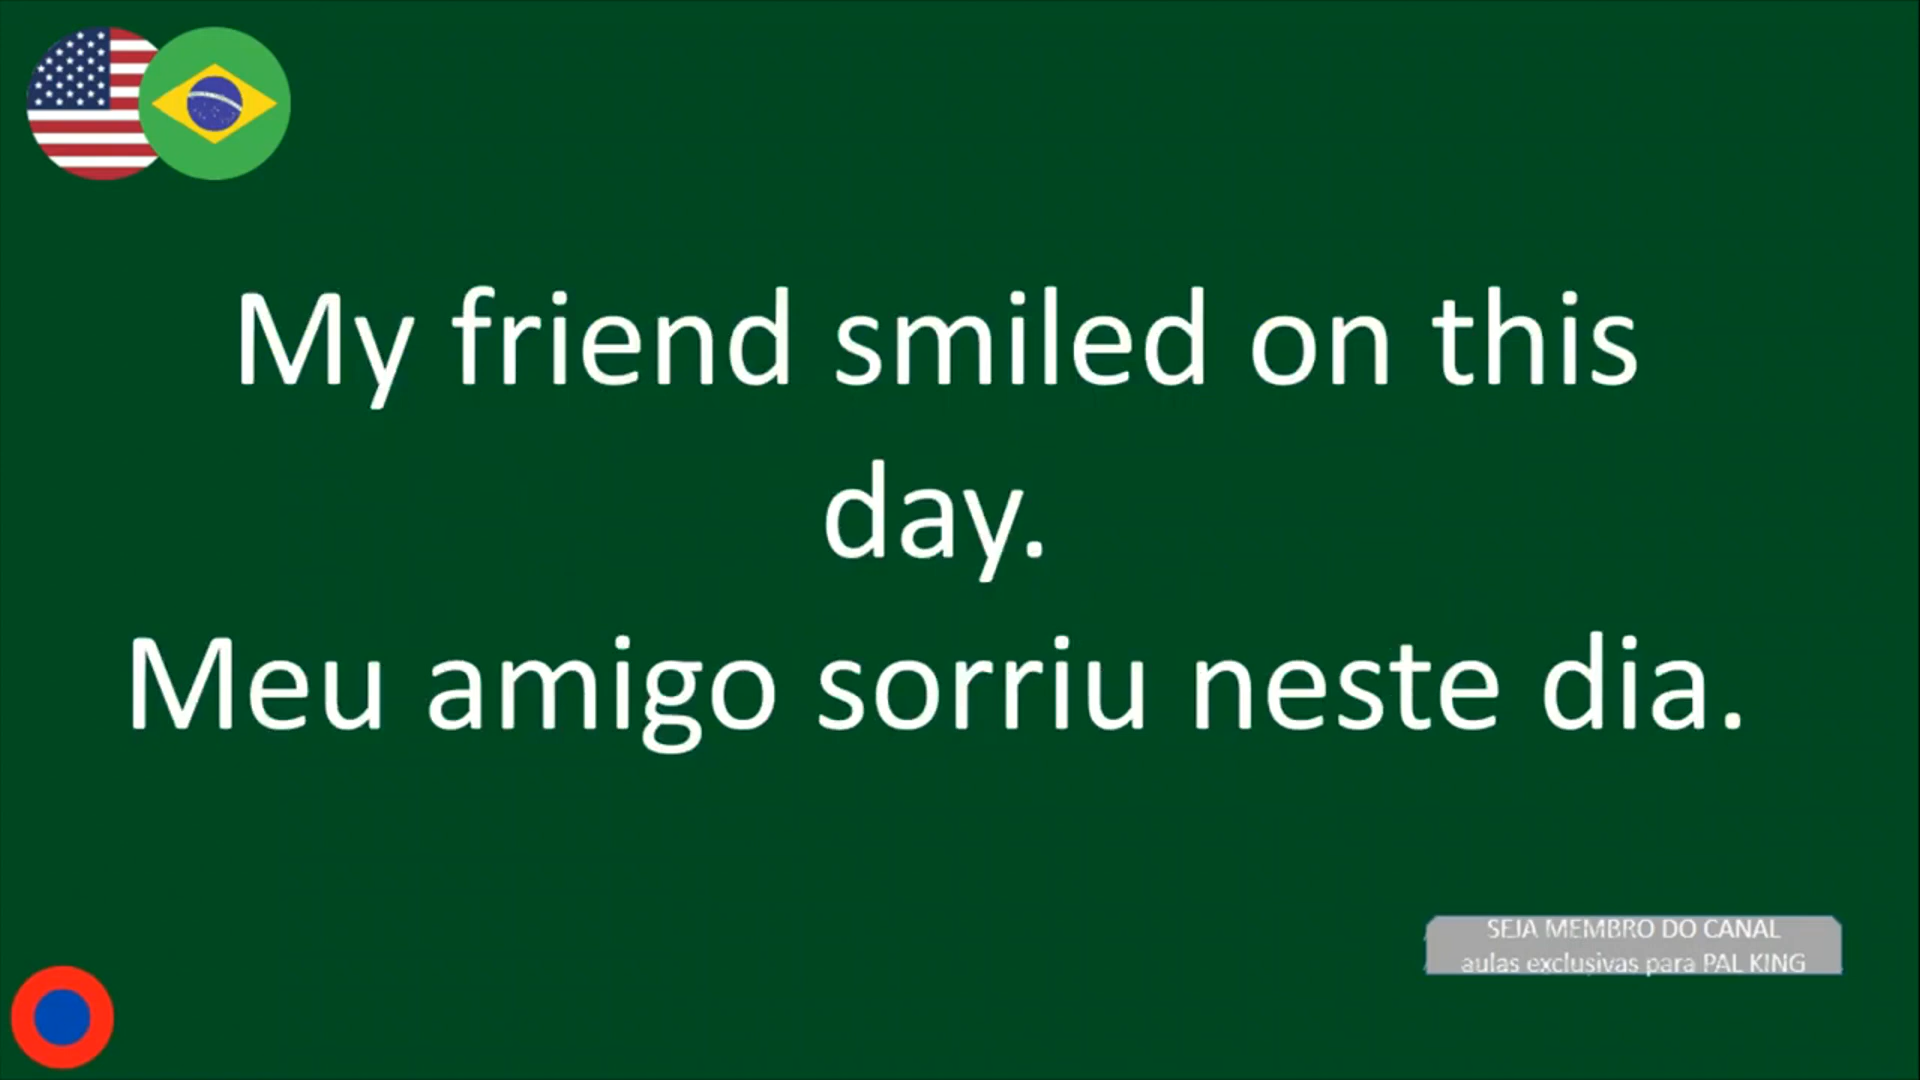 My friend smiled on this
day.
Meu amigo sorriu neste dia.
SEJA MEMBRO DO CANAL
aulas exclusivas para PAL KING